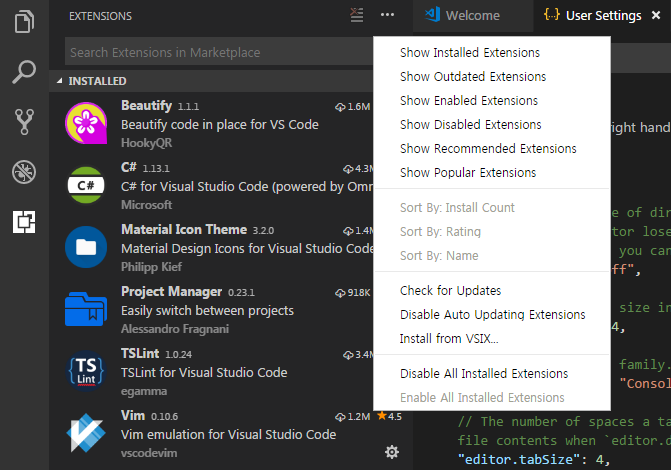 EXTENSIONS
Welcome
User Settings
Search Extensions in Marketplace
INSTALLED
Beautify 1.1.1 1.6M
Beautify code in place for VS Code
HookyQR
C# 1.13.1 4.3M
C#
C# for Visual Studio Code (powered by Omn
Microsoft
Material Icon Theme 3.2.0 1.4M
Material Design Icons for Visual Studio Code
Philipp Kief
Project Manager 0.23.1 918K
Easily switch between projects
Alessandro Fragnani
TSLint 1.0.24 3.4M
TS
Lint
TSLint for Visual Studio Code
egamma
Vim 0.10.6 1.2M 4.5
Vim emulation for Visual Studio Code
vscodevim
Show Installed Extensions
Show Outdated Extensions
Show Enabled Extensions
Show Disabled Extensions
Show Recommended Extensions
Show Popular Extensions
Sort By: Install Count
Sort By: Rating
Sort By: Name
Check for Updates
Disable Auto Updating Extensions
Install from VSIX...
Disable All Installed Extensions
Enable All Installed Extensions
right hand
e of dir
tor lose
you can
ff",
size in
4,
family.
"Consol
// The number of spaces a ta
file contents when `editor.d
"editor.tabSize": 4,